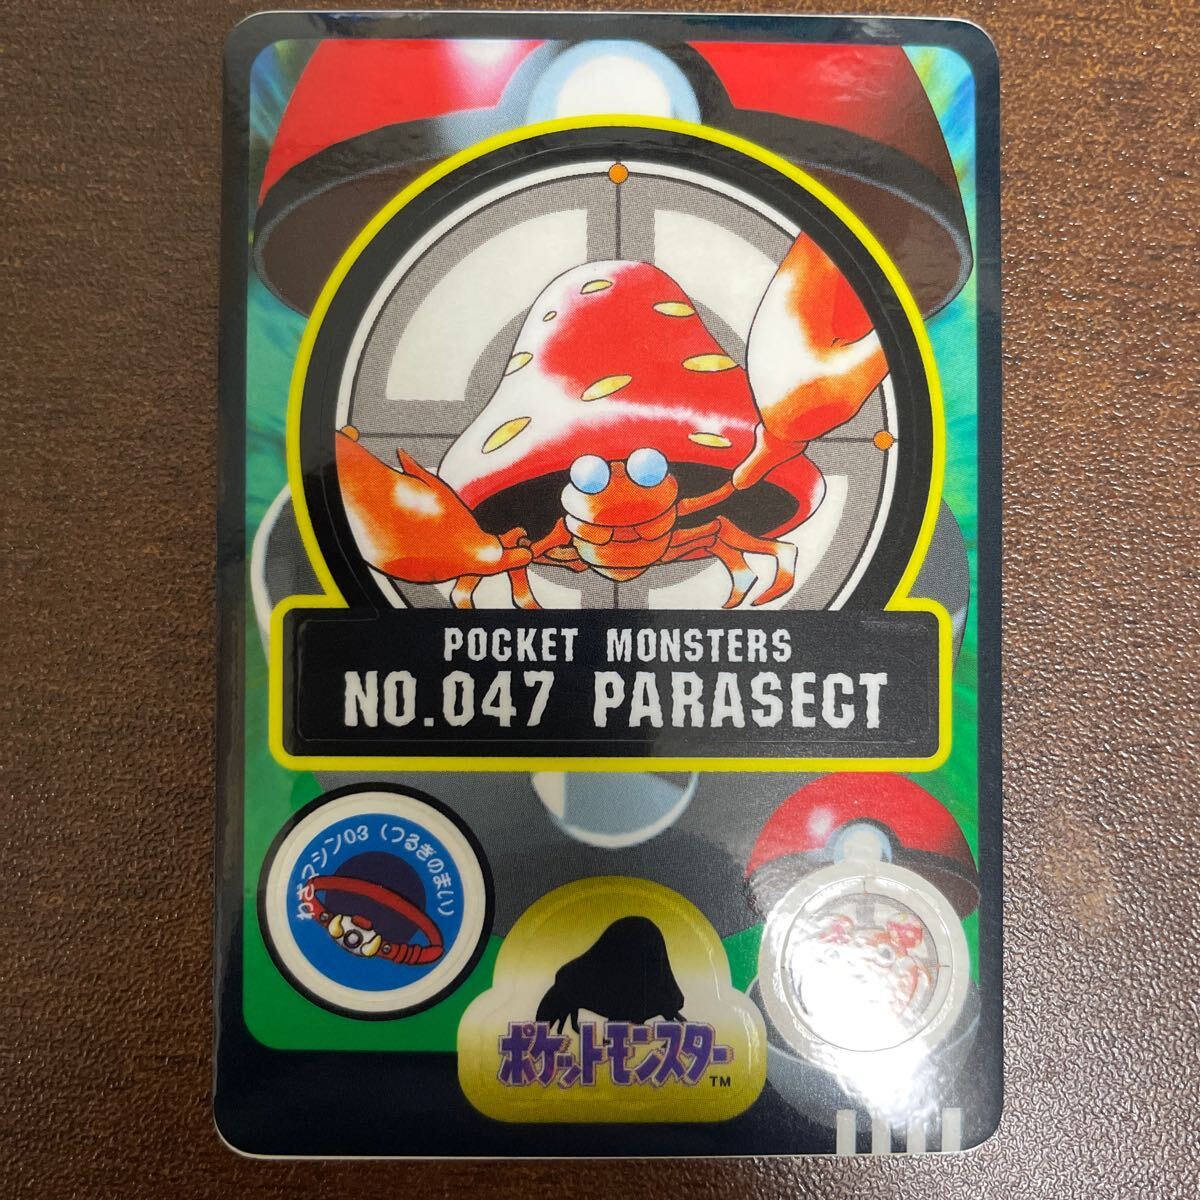 POCKET MONSTERS
NO.047 PARASECT
わざマシン03 (つるぎのまい)
ポケットモンスター
TM